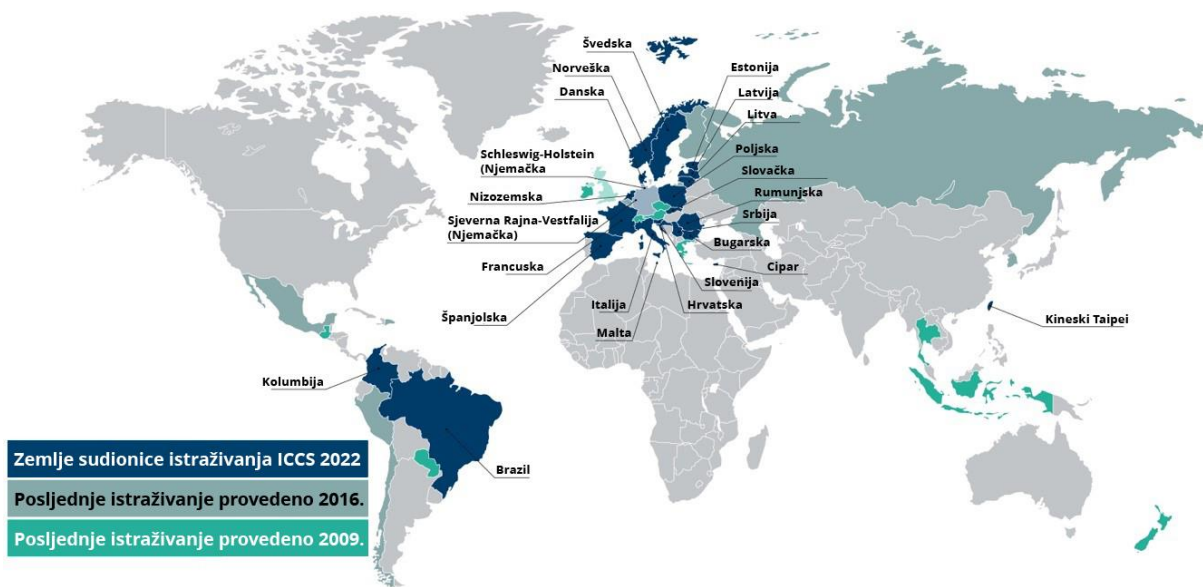 Švedska
Norveška
Danska
Schleswig-Holstein
(Njemačka
Nizozemska
Sjeverna Rajna-Vestfalija
(Njemačka)
Francuska
Španjolska
Estonija
Latvija
Litva
Poljska
Slovačka
Rumunjska
Srbija
Bugarska
Cipar
Slovenija
Hrvatska
Italija
Malta
Kineski Taipei
Kolumbija
Brazil
Zemlje sudionice istraživanja ICCS 2022
Posljednje istraživanje provedeno 2016.
Posljednje istraživanje provedeno 2009.